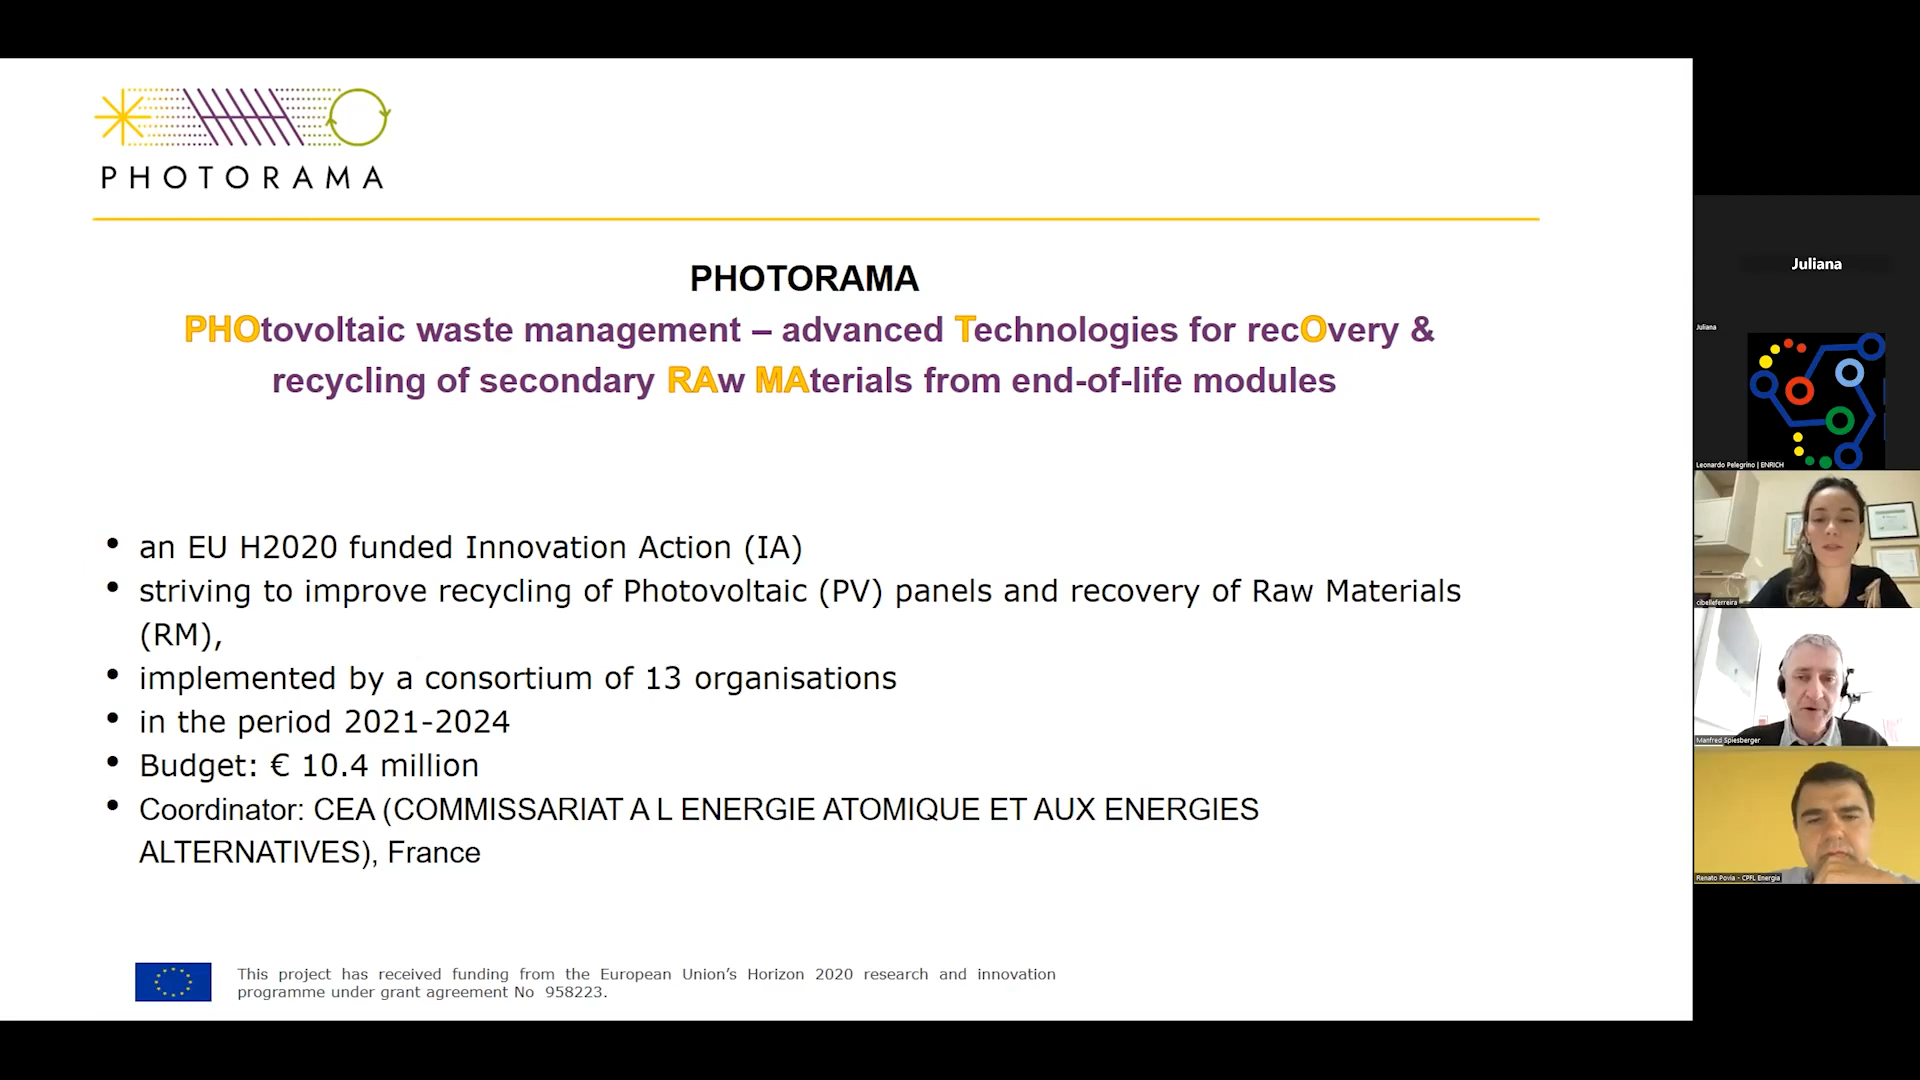 PHOTORAMA
PHOTORAMA
PHOtovoltaic waste management – advanced Technologies for recOvery &
recycling of secondary RAw MAterials from end-of-life modules
• an EU H2020 funded Innovation Action (IA)
• striving to improve recycling of Photovoltaic (PV) panels and recovery of Raw Materials
(RM),
• implemented by a consortium of 13 organisations
• in the period 2021-2024
• Budget: € 10.4 million
• Coordinator: CEA (COMMISSARIAT A L ENERGIE ATOMIQUE ET AUX ENERGIES
ALTERNATIVES), France
This project has received funding from the European Union's Horizon 2020 research and innovation
programme under grant agreement No 958223.
Juliana
Juliana
Leonardo Pelegrino | ENRICH
cibelleferreira
Manfred Spiesberger
Renato Povia - CPFL Energia